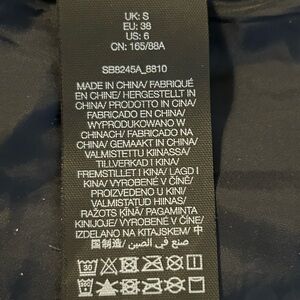 UK: S
EU: 38
US: 6
CN: 165/88A
SB8245A_8810
MADE IN CHINA/ FABRIQUÉ
EN CHINE/ HERGESTELLT IN
CHINA/ PRODOTTO IN CINA/
FABRICADO EN CHINA/
WYPRODUKOWANO W
CHINACH/ FABRICADO NA
CHINA/ GEMAAKT IN CHINA/
VALMISTETTU KIINASSA/
TILLVERKAD I KINA/
FREMSTILLET I KINA/ LAGD I
KINA/ VYROBENÉ V ČÍNĚ/
PROIZVEDENO U KINI/
VALMISTATUD HIINAS/
RAŽOTS ĶĪNĀ/ PAGAMINTA
KINIJOJE/ VYROBENÉ V ČÍNE/
IZDELANO NA KITAJSKEM/ 中
国制造/ صنع في الصين
30